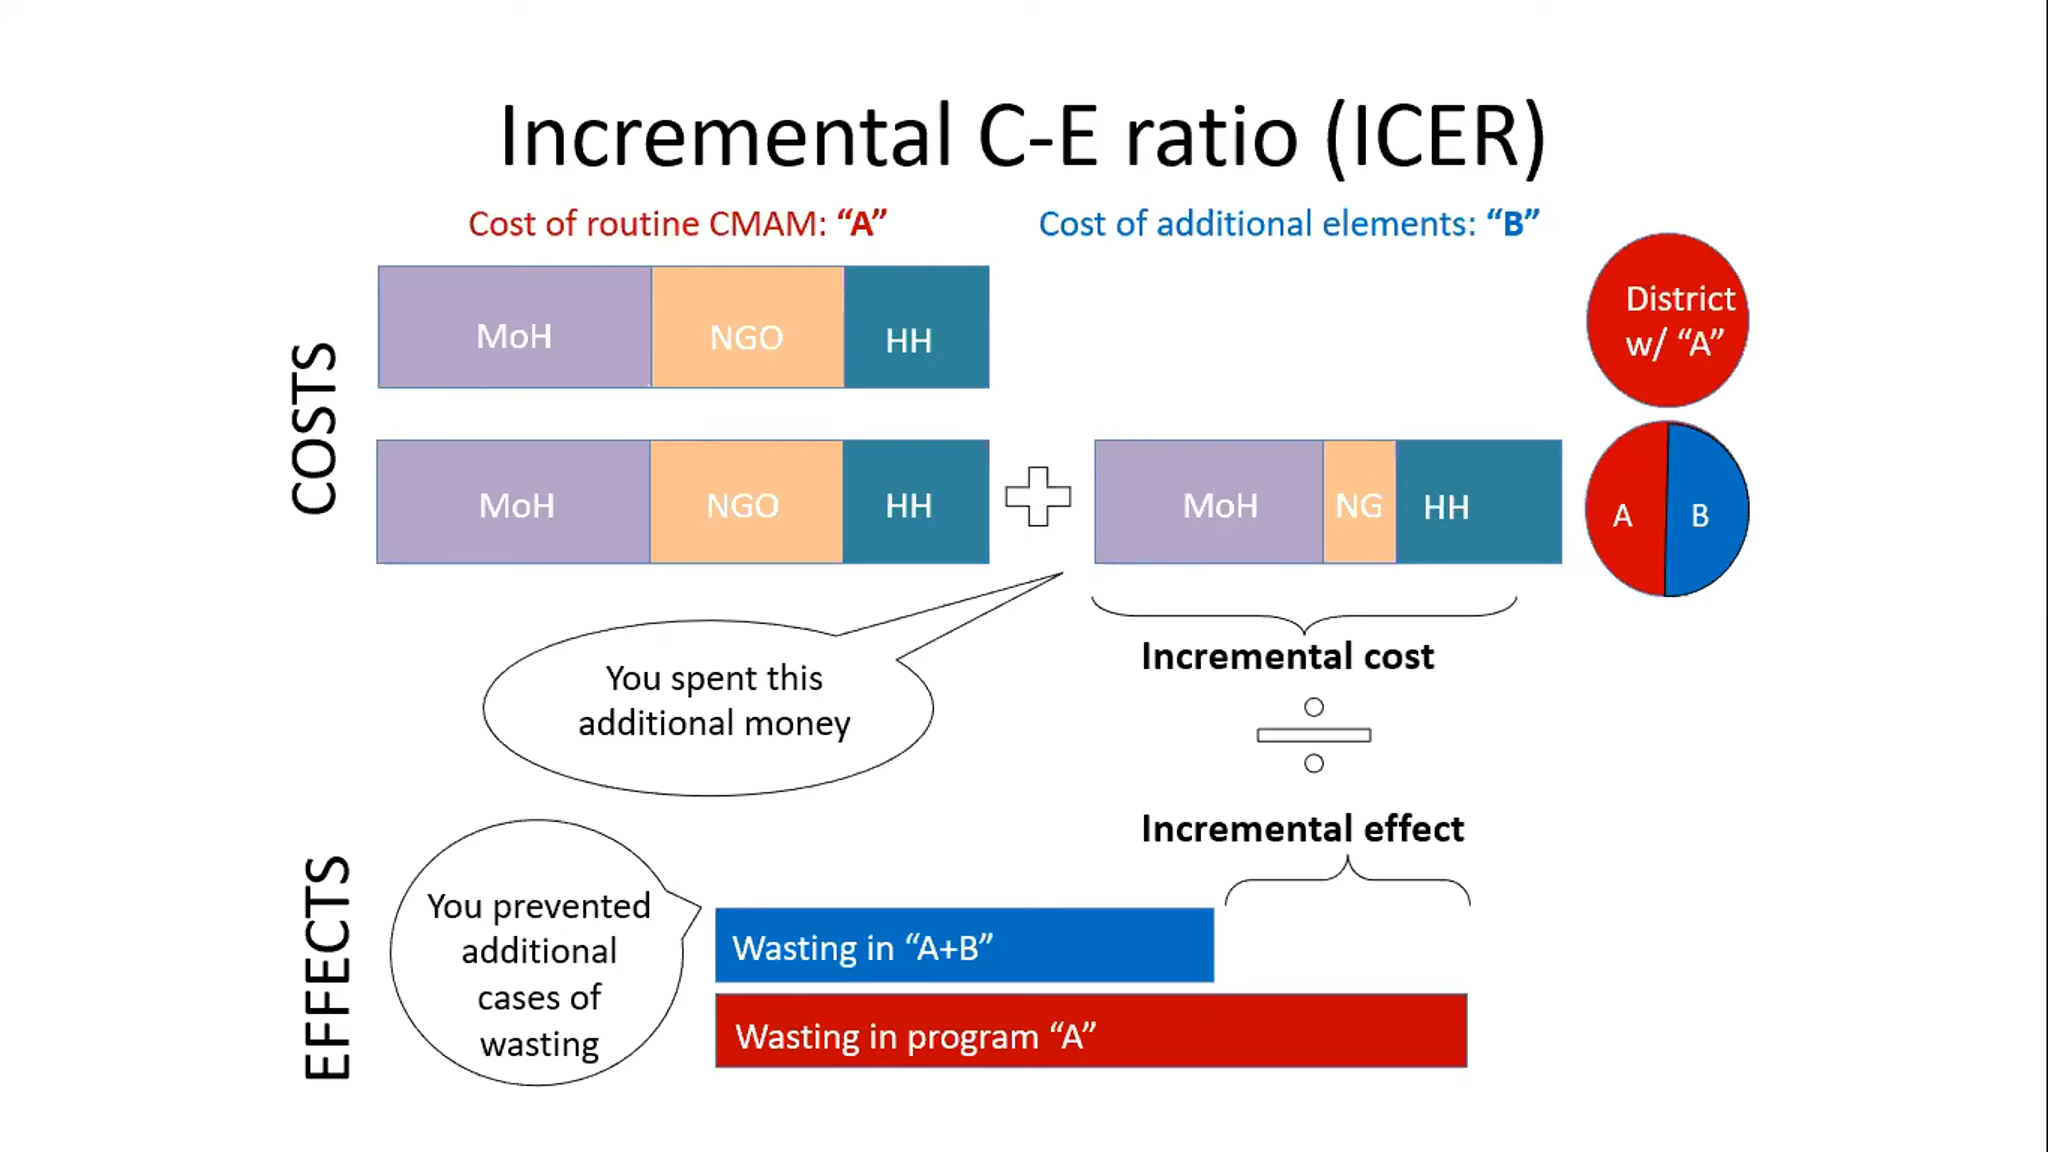 Incremental C-E ratio (ICER)
Cost of routine CMAM: “A”
Cost of additional elements: “B”
COSTS
MoH
NGO
HH
District
w/ “A”
MoH
NGO
HH
MoH
NG
HH
A
B
You spent this
additional money
Incremental cost
Incremental effect
EFFECTS
You prevented
additional
cases of
wasting
Wasting in “A+B”
Wasting in program “A”